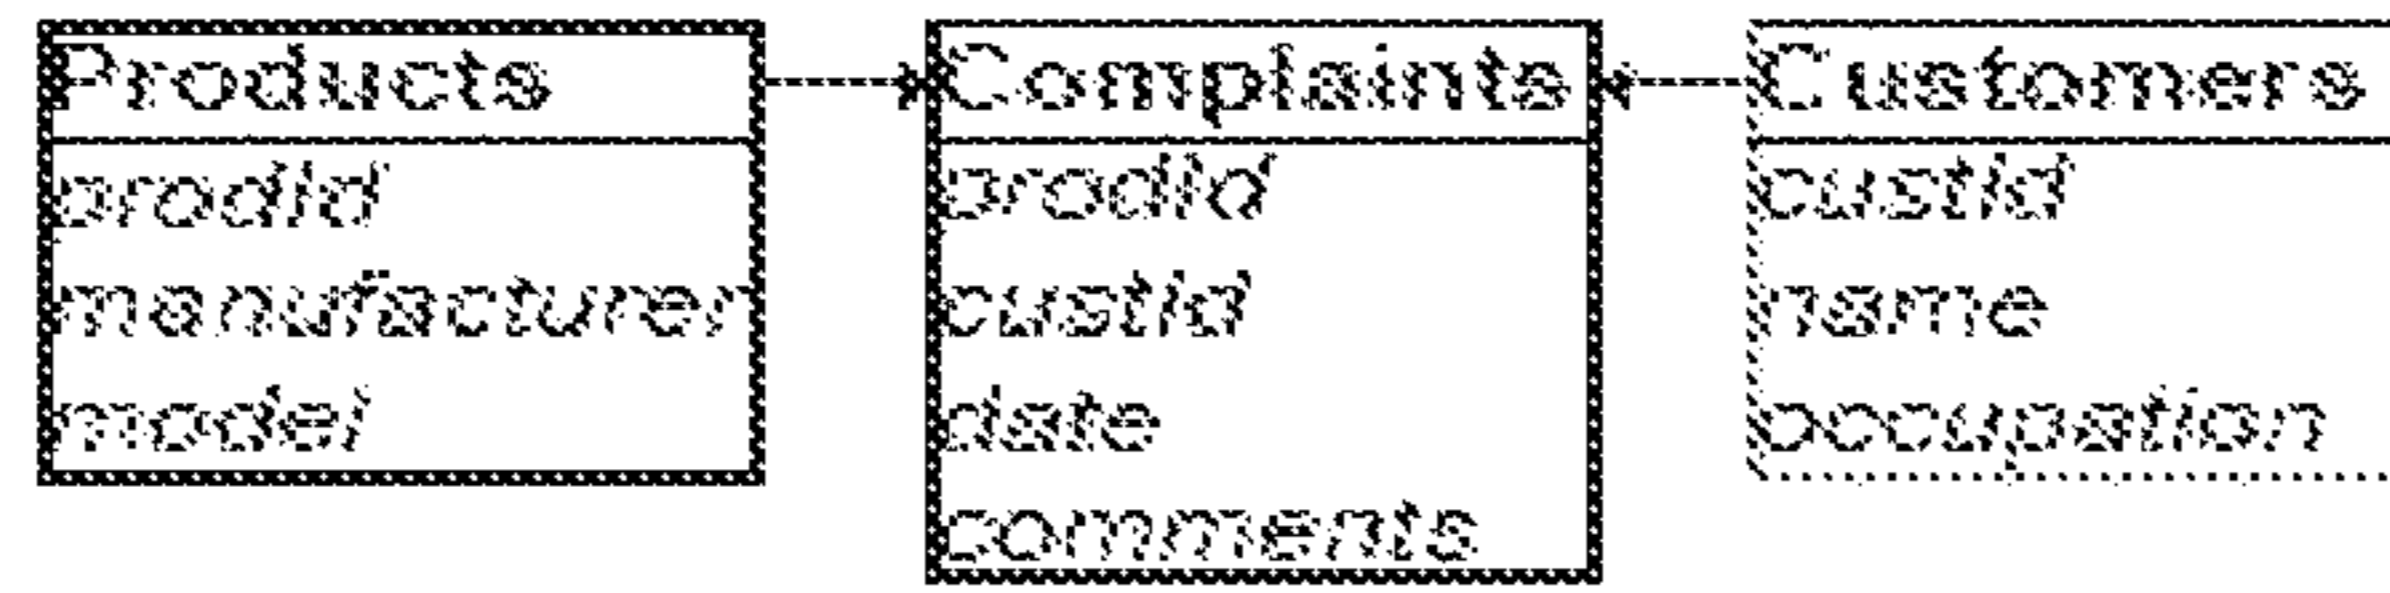 Products
prodId
manufacturer
model
Complaints
prodId
custId
date
comments
Customers
custId
name
occupation